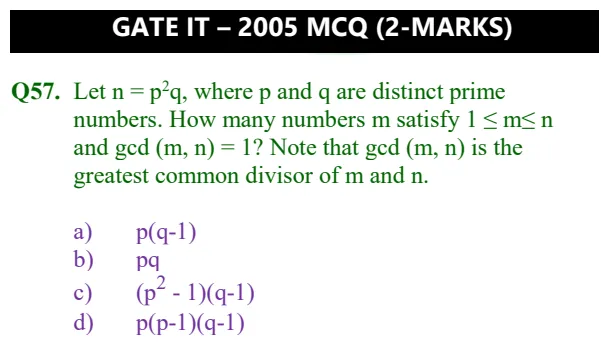 GATE IT – 2005 MCQ (2-MARKS)
Q57. Let n = p²q, where p and q are distinct prime
numbers. How many numbers m satisfy 1 ≤ m≤ n
and gcd (m, n) = 1? Note that gcd (m, n) is the
greatest common divisor of m and n.
a) p(q-1)
b) pq
c) (p² - 1)(q-1)
d) p(p-1)(q-1)